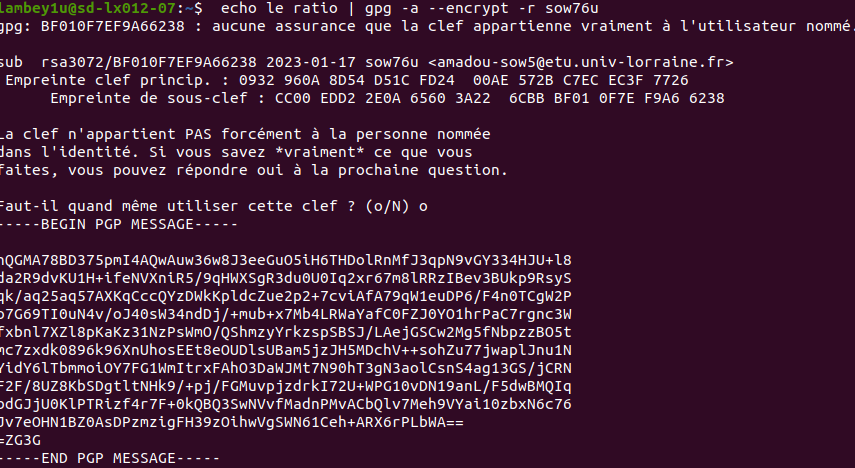 lambey1u@sd-lx012-07:~$ echo le ratio | gpg -a --encrypt -r sow76u
gpg: BF010F7EF9A66238 : aucune assurance que la clef appartienne vraiment à l'utilisateur nommé.
sub rsa3072/BF010F7EF9A66238 2023-01-17 sow76u <amadou-sow5@etu.univ-lorraine.fr>
Empreinte clef princip. : 0932 960A 8D54 D51C FD24 00AE 572B C7EC EC3F 7726
Empreinte de sous-clef : CC00 EDD2 2E0A 6560 3A22 6CBB BF01 0F7E F9A6 6238
La clef n'appartient PAS forcément à la personne nommée
dans l'identité. Si vous savez *vraiment* ce que vous
faites, vous pouvez répondre oui à la prochaine question.
Faut-il quand même utiliser cette clef ? (o/N) o
-----BEGIN PGP MESSAGE-----
hQGMA78BD375pmI4AQwAuw36w8J3eeGuO5iH6THDolRnMfJ3qpN9vGY334HJU+l8
da2R9dvKU1H+ifeNVXniR5/9qHWXSgR3du0U0Iq2xr67m8lRRzIBev3BUkp9RsyS
qk/aq25aq57AXKqCccQYzDWkKpldcZue2p2+7cviAfA79qW1euDP6/F4n0TCgW2P
o7G69TI0uN4v/oJ40sW34ndDj/+mub+x7Mb4LRWaYafC0FZJ0YO1hrPaC7rgnc3W
fxbnl7XZl8pKaKz31NzPsWmO/QShmzyYrkzspSBSJ/LAejGSCw2Mg5fNbpzzBO5t
mc7zxdk0896k96XnUhosEEt8eOUDlsUBam5jzJH5MDchV++sohZu77jwaplJnu1N
YidY6lTbmmoiOY7FG1WmItrxFAhO3DaWJMt7N90hT3gN3aolCsnS4ag13GS/jCRN
F2F/8UZ8KbSDgtltNHk9/+pj/FGMuvpjzdrkI72U+WPG10vDN19anL/F5dwBMQIq
odGJjU0KlPTRizf4r7F+0kQBQ3SwNVvfMadnPMvACbQlv7Meh9VYai10zbxN6c76
Jv7eOHN1BZ0AsDPzmzigFH39zOihwVgSWN61Ceh+ARX6rPLbWA==
=ZG3G
-----END PGP MESSAGE-----